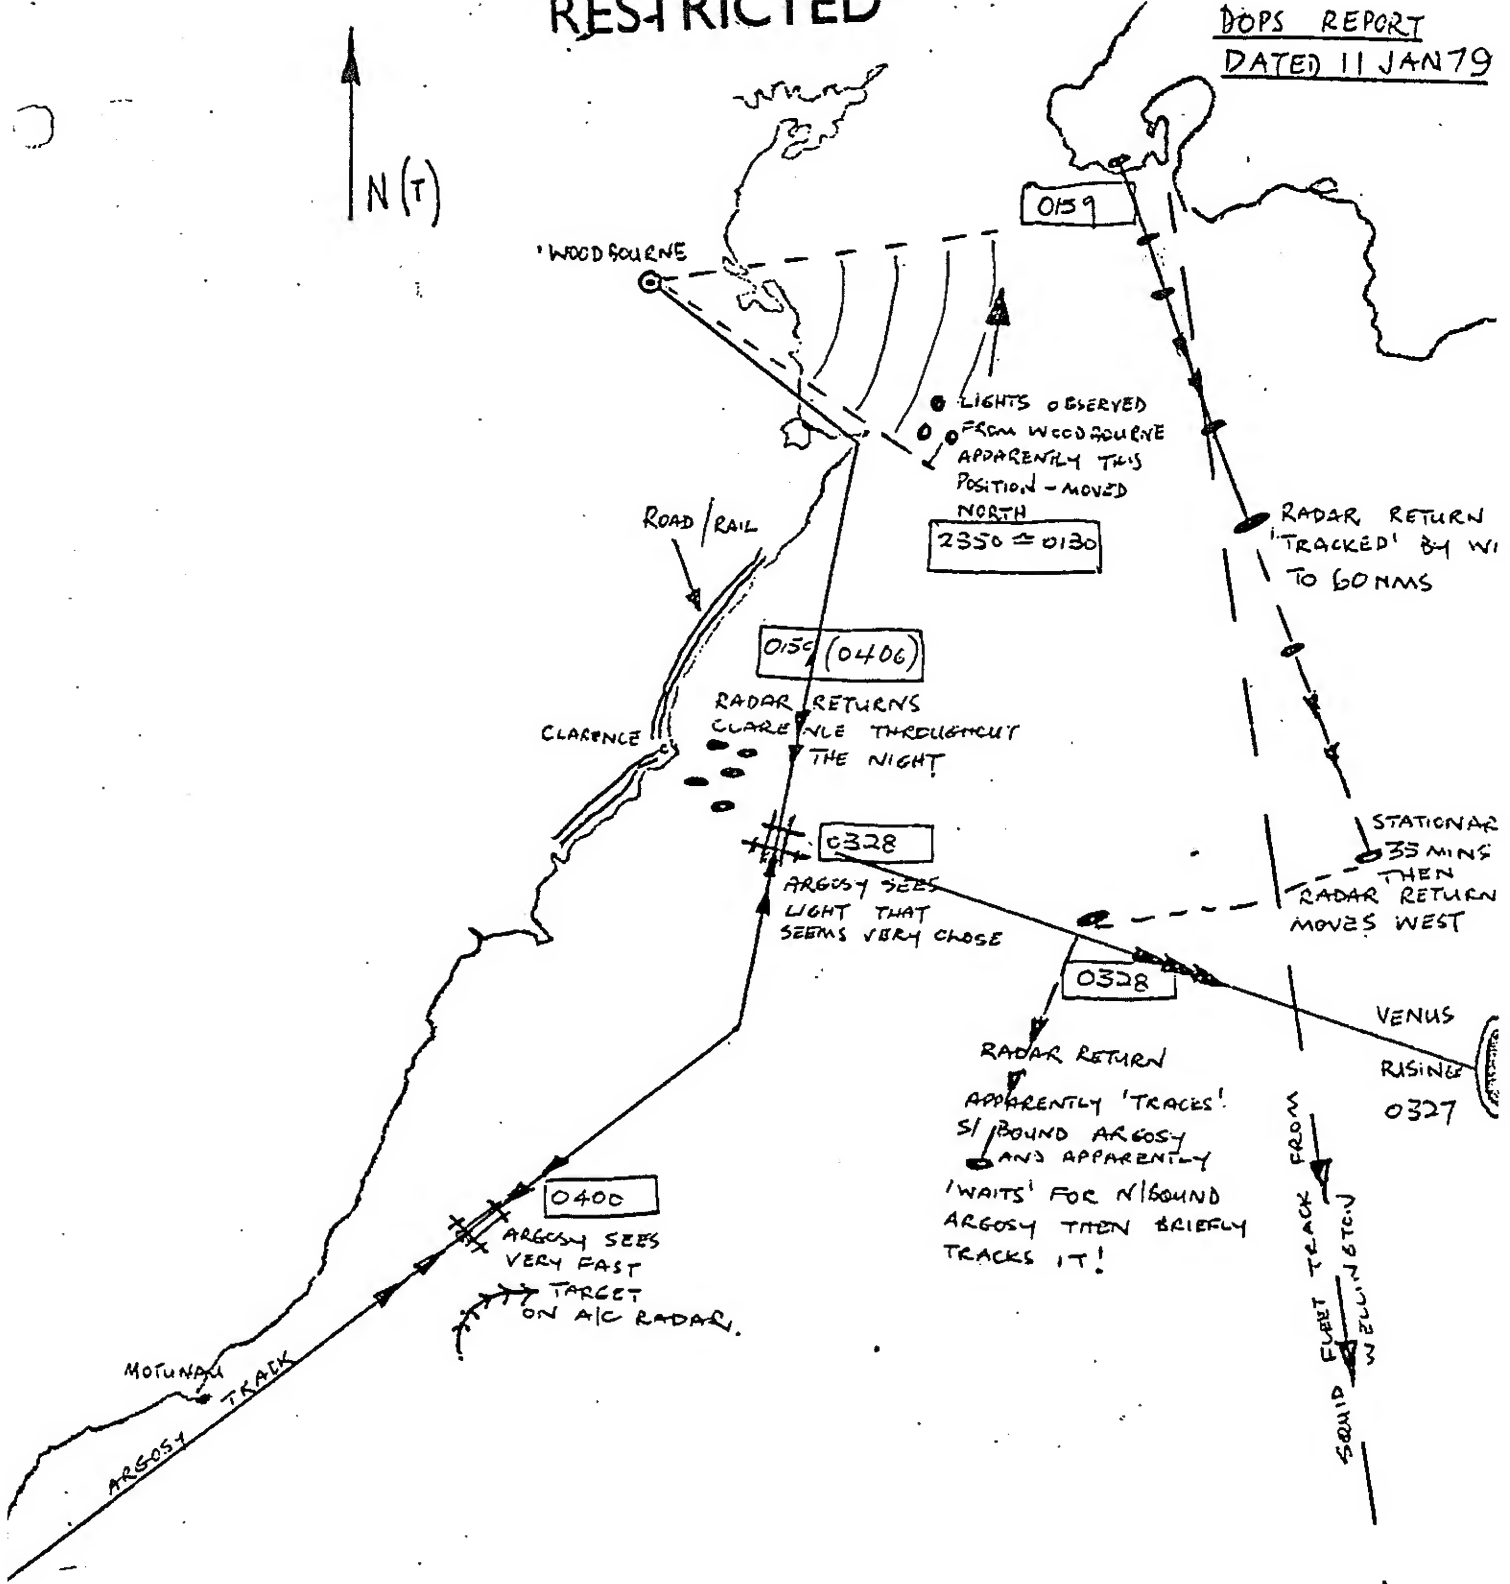 RESTRICTED
DOPS REPORT
DATED 11 JAN 79
N(T)
WOODBOURNE
0159
LIGHTS OBSERVED
FROM WOODBOURNE
APPARENTLY THIS
POSITION - MOVED
NORTH
2350 ≏ 0130
ROAD/RAIL
RADAR RETURN
'TRACKED' BY
TO 60 NMS
(0406)
RADAR RETURNS
CLARENCE THROUGHOUT
THE NIGHT
CLARENCE
0328
ARGOSY SEES
LIGHT THAT
SEEMS VERY CLOSE
STATIONAR
35 MINS
THEN
RADAR RETURN
MOVES WEST
0328
VENUS
RISING
0327
RADAR RETURN
APPARENTLY 'TRACKS'
S/BOUND ARGOSY
AND APPARENTLY
'WAITS' FOR N/BOUND
ARGOSY THEN BRIEFLY
TRACKS IT!
0400
ARGOSY SEES
VERY FAST
TARGET
ON A/C RADAR.
MOTUNAU
ARGOSY TRACK
SQUID FLEET TRACK FROM
WELLINGTON